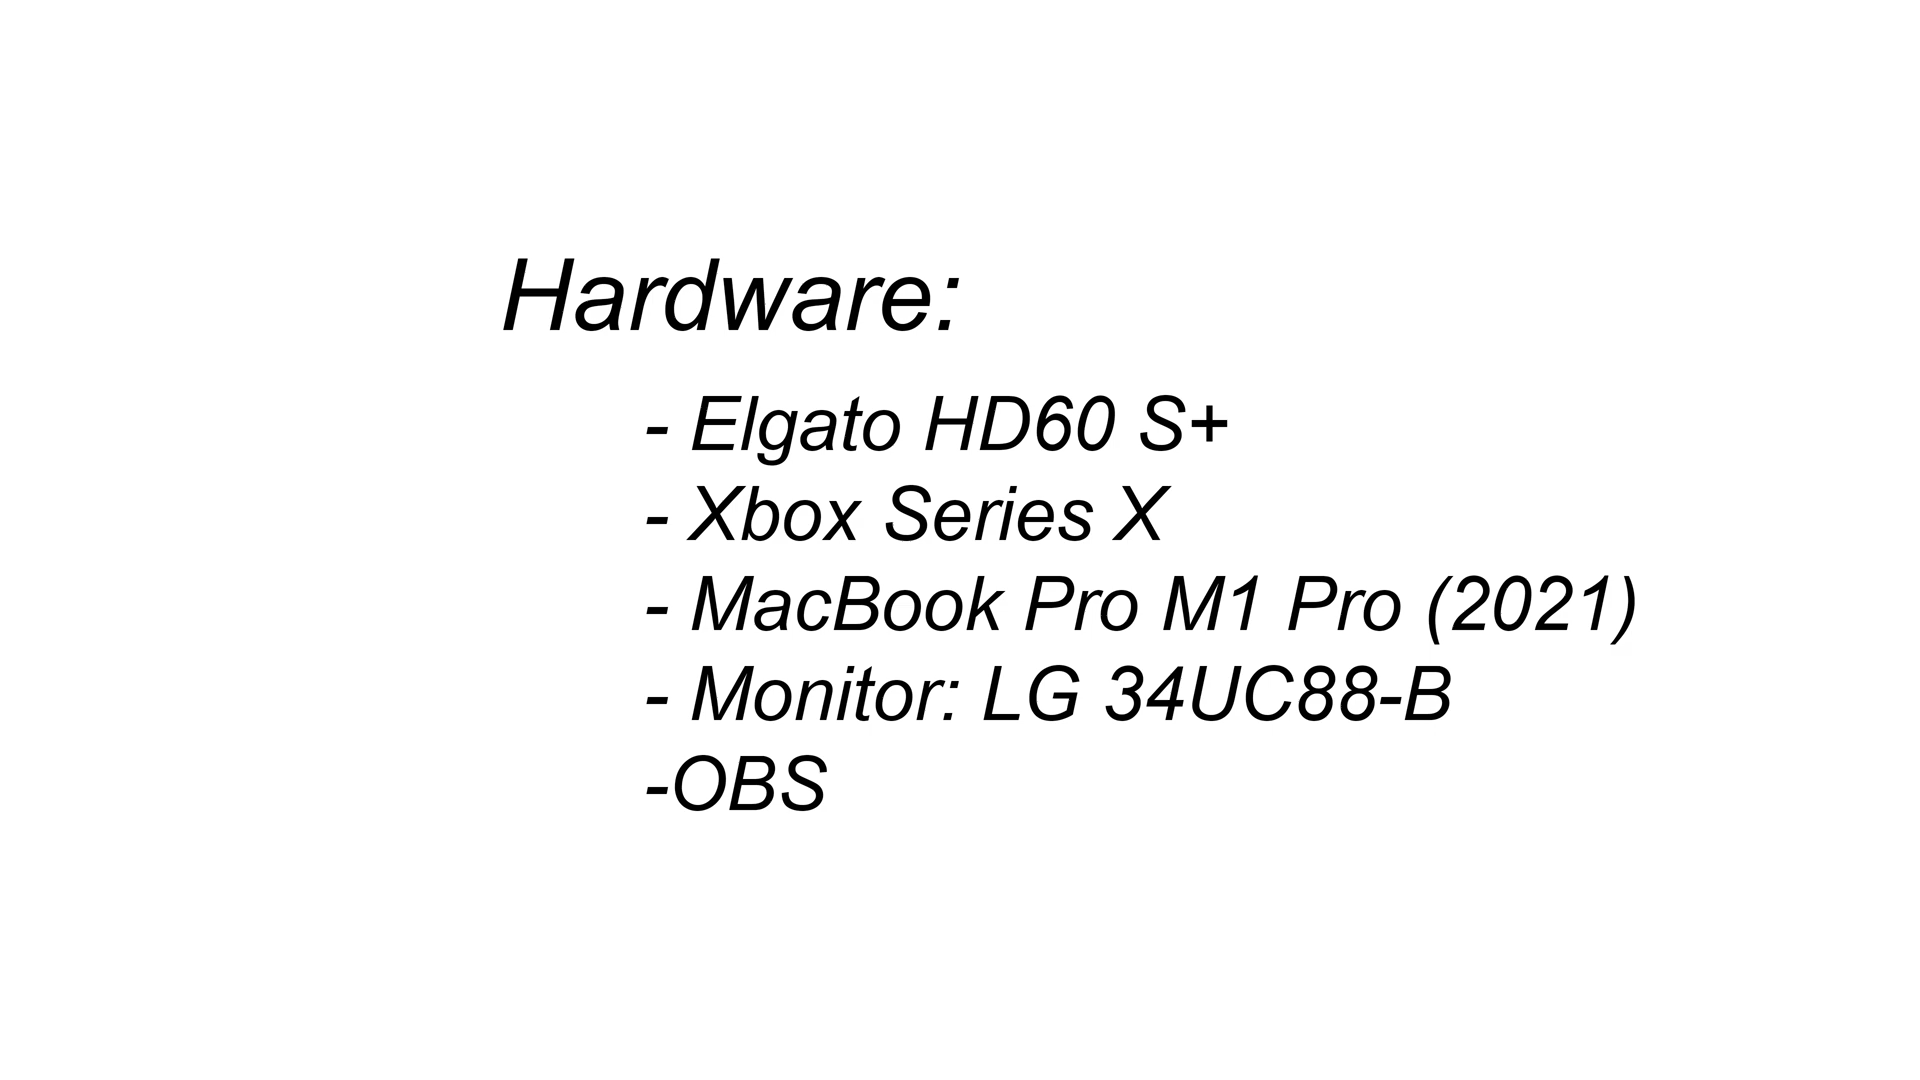 Hardware:
- Elgato HD60 S+
- Xbox Series X
- MacBook Pro M1 Pro (2021)
- Monitor: LG 34UC88-B
-OBS